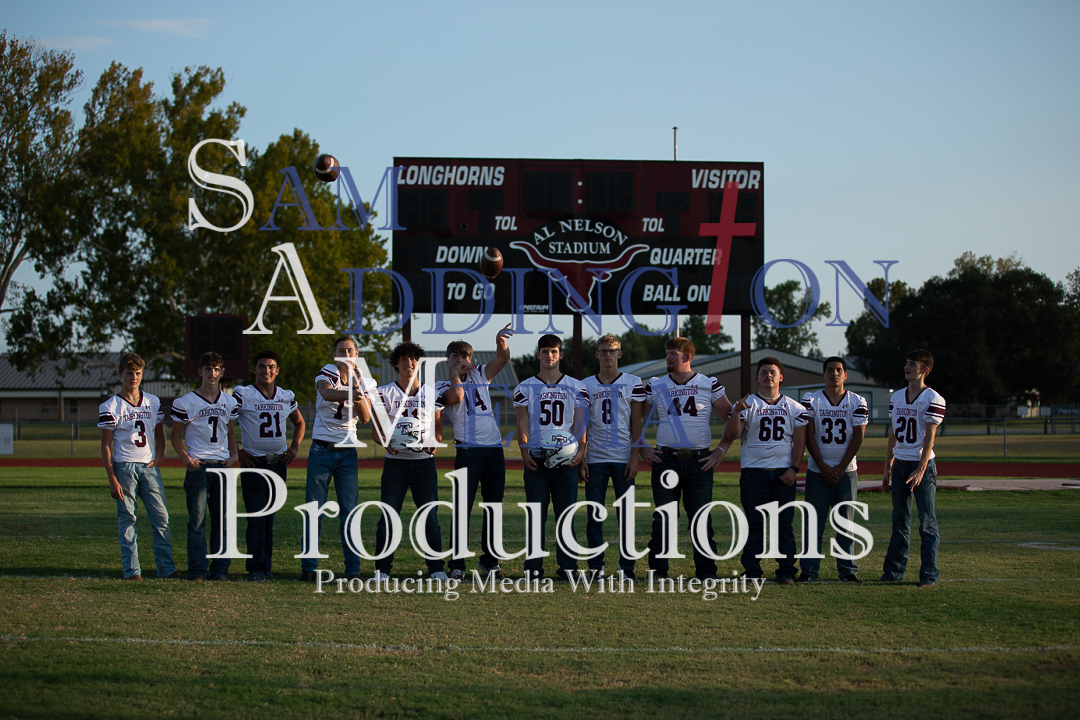 SAM
ADDINGTON
MEDIA
Productions
Producing Media With Integrity
LONGHORNS VISITOR
TOL TOL
AL NELSON
STADIUM
DOWN QUARTER
TO GO BALL ON
SPECTRUM
TARKINGTON
3
TARKINGTON
7
TARKINGTON
21
TARKINGTON
50
TARKINGTON
8
44
TARKINGTON
66
TARKINGTON
33
TARKINGTON
20